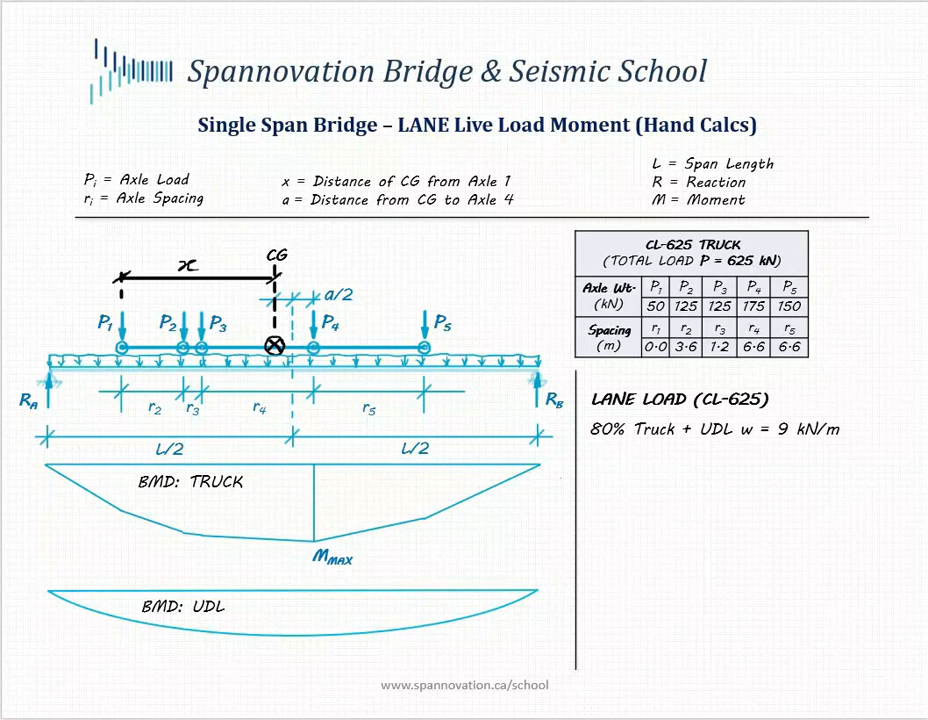 Spannovation Bridge & Seismic School
Single Span Bridge – LANE Live Load Moment (Hand Calcs)
Pi = Axle Load
ri = Axle Spacing
x = Distance of CG from Axle 1
a = Distance from CG to Axle 4
L = Span Length
R = Reaction
M = Moment
CG
x
a/2
P1 P2 P3 P4 P5
RA RB
r2 r3 r4 r5
L/2 L/2
BMD: TRUCK
MMAX
BMD: UDL
CL-625 TRUCK
(TOTAL LOAD P = 625 kN)
Axle Wt. P1 P2 P3 P4 P5
(kN) 50 125 125 175 150
Spacing r1 r2 r3 r4 r5
(m) 0.0 3.6 1.2 6.6 6.6
LANE LOAD (CL-625)
80% Truck + UDL w = 9 kN/m
www.spannovation.ca/school